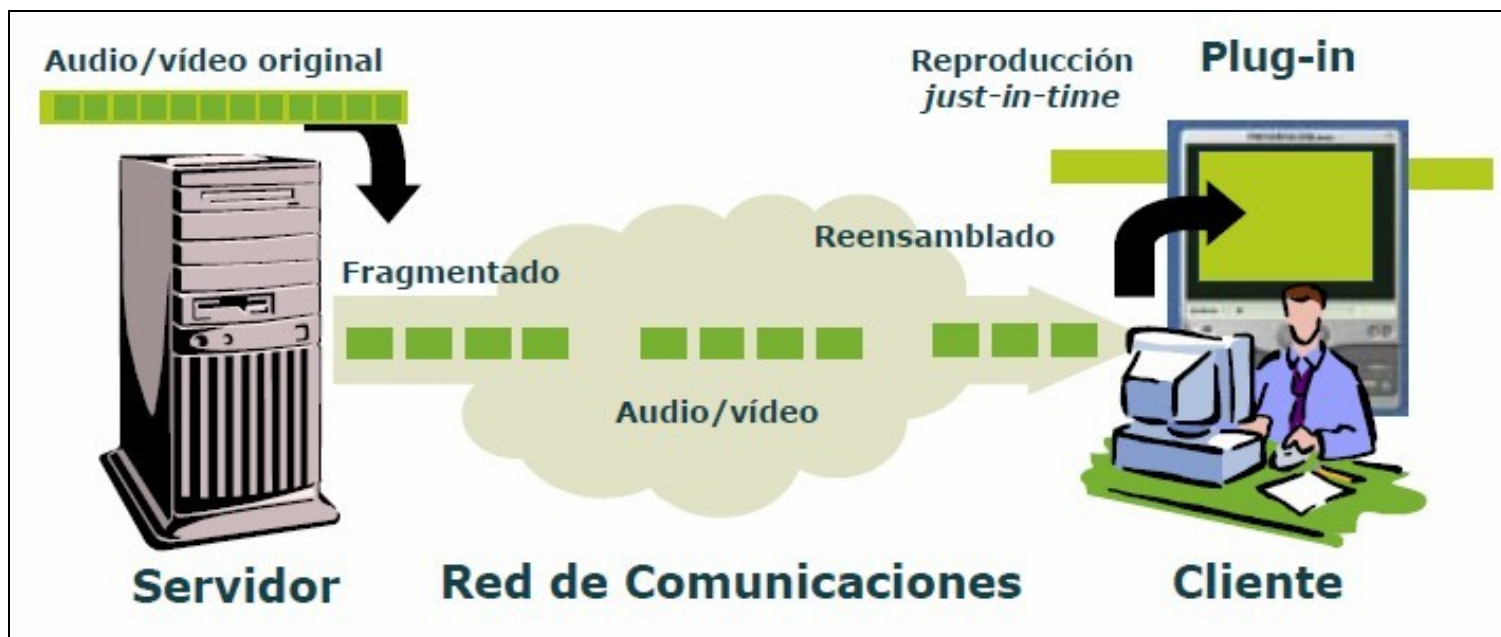 Audio/vídeo original
Reproducción
just-in-time
Plug-in
Fragmentado
Reensamblado
Audio/vídeo
Servidor
Red de Comunicaciones
Cliente